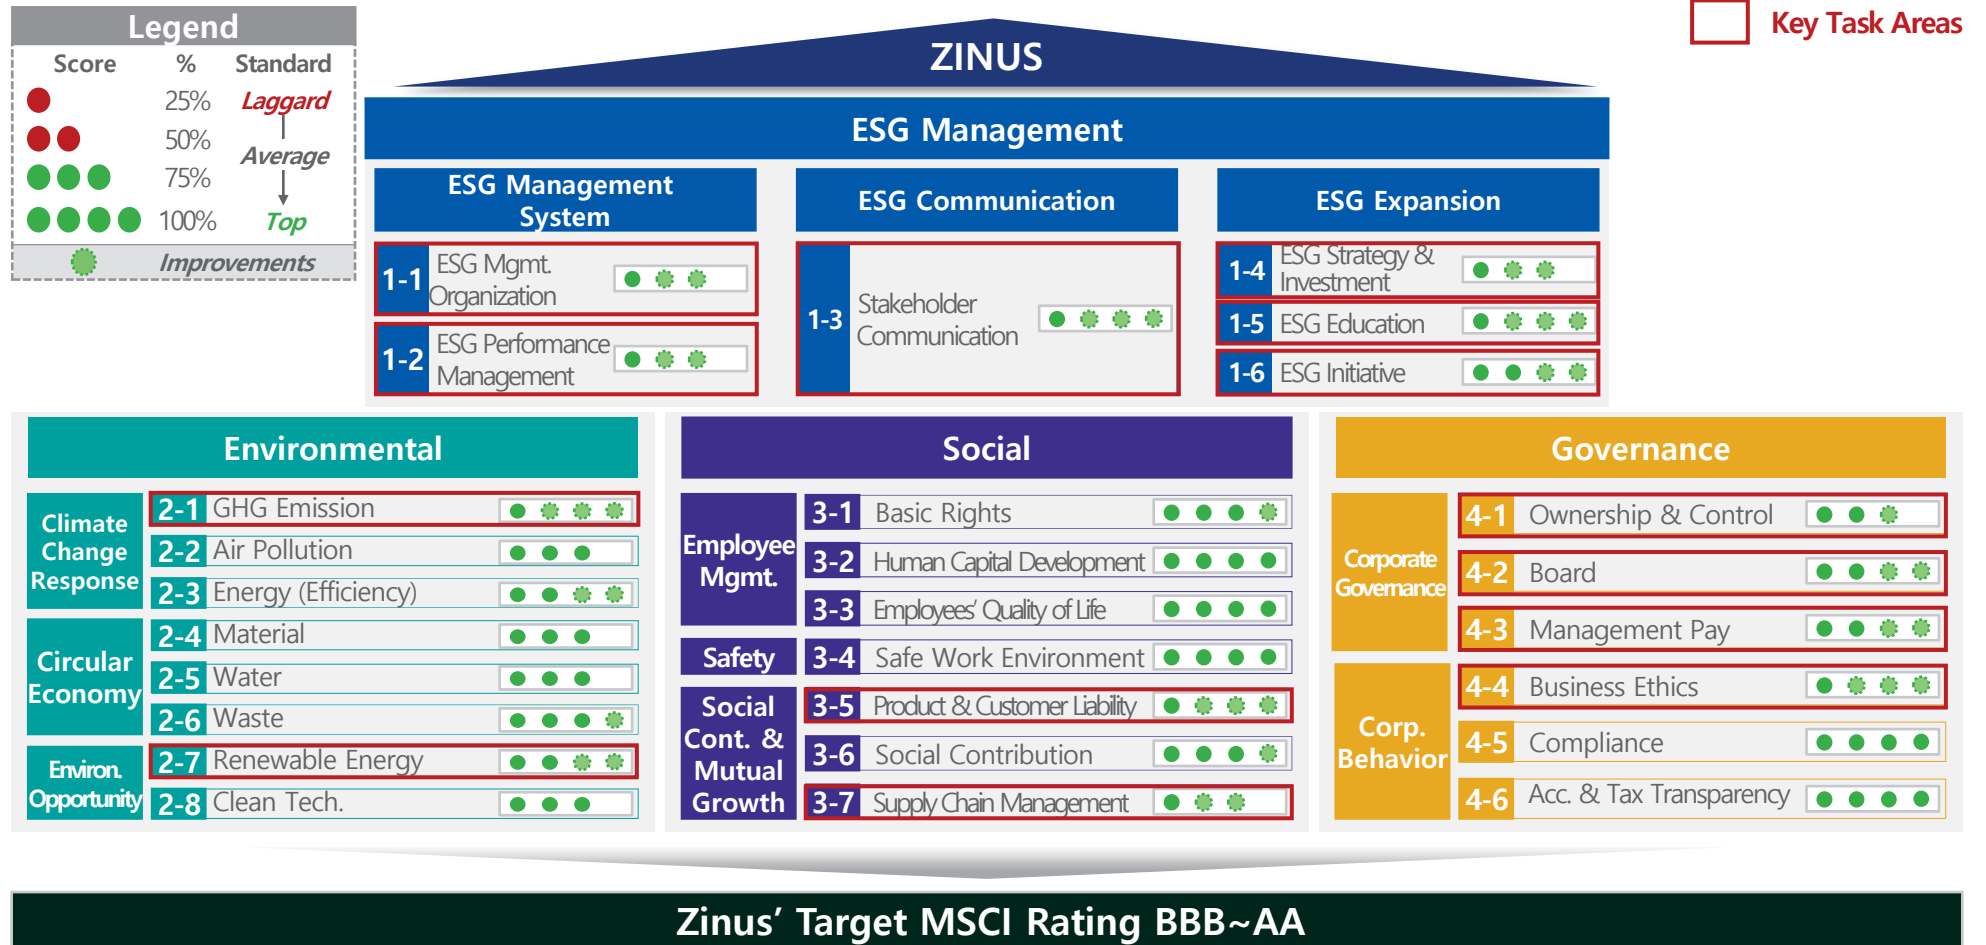 Legend
Score % Standard
25% Laggard
50%
Average
75%
100% Top
Improvements
Key Task Areas
ZINUS
ESG Management
ESG Management
System
1-1 ESG Mgmt.
Organization
1-2 ESG Performance
Management
ESG Communication
1-3 Stakeholder
Communication
ESG Expansion
1-4 ESG Strategy &
Investment
1-5 ESG Education
1-6 ESG Initiative
Environmental
Climate
Change
Response
2-1 GHG Emission
2-2 Air Pollution
2-3 Energy (Efficiency)
Circular
Economy
2-4 Material
2-5 Water
2-6 Waste
Environ.
Opportunity
2-7 Renewable Energy
2-8 Clean Tech.
Social
Employee
Mgmt.
3-1 Basic Rights
3-2 Human Capital Development
3-3 Employees’ Quality of Life
Safety
3-4 Safe Work Environment
Social
Cont. &
Mutual
Growth
3-5 Product & Customer Liability
3-6 Social Contribution
3-7 Supply Chain Management
Governance
Corporate
Governance
4-1 Ownership & Control
4-2 Board
4-3 Management Pay
Corp.
Behavior
4-4 Business Ethics
4-5 Compliance
4-6 Acc. & Tax Transparency
Zinus’ Target MSCI Rating BBB~AA